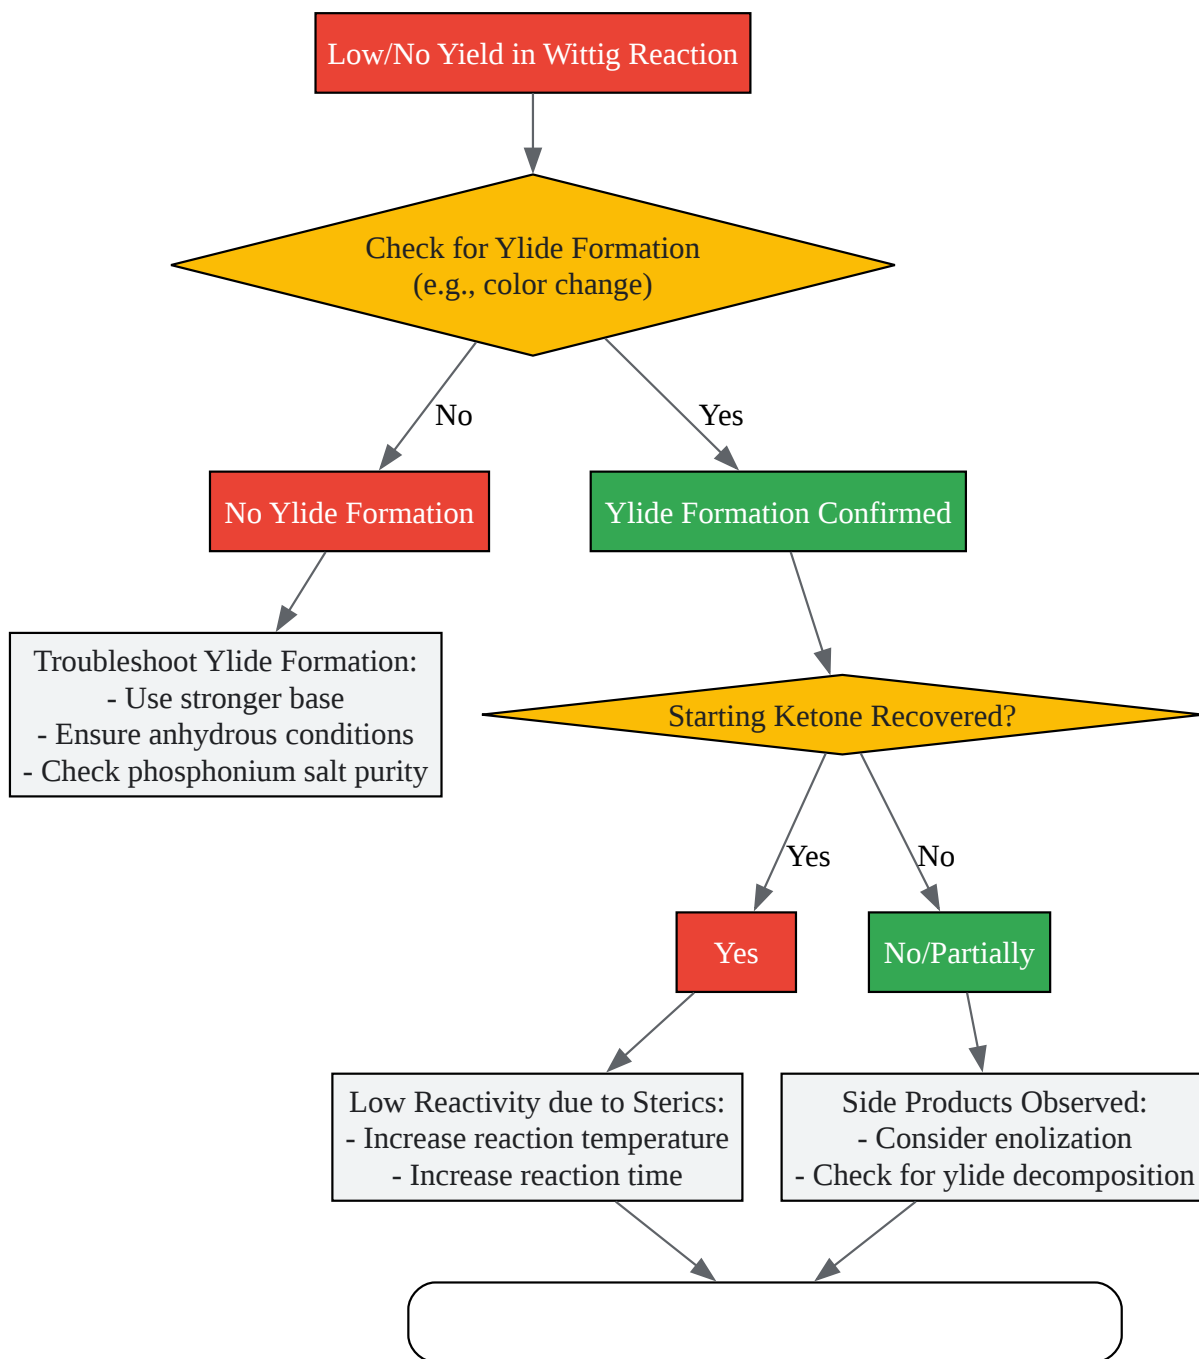 Low/No Yield in Wittig Reaction
Check for Ylide Formation
(e.g., color change)
No
Yes
No Ylide Formation
Ylide Formation Confirmed
Troubleshoot Ylide Formation:
- Use stronger base
- Ensure anhydrous conditions
- Check phosphonium salt purity
Starting Ketone Recovered?
Yes
No
Yes
No/Partially
Low Reactivity due to Sterics:
- Increase reaction temperature
- Increase reaction time
Side Products Observed:
- Consider enolization
- Check for ylide decomposition